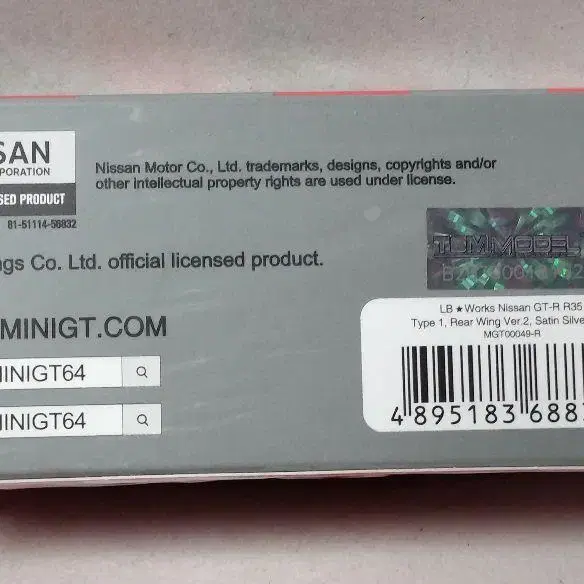 SAN
PORATION
SED PRODUCT
81-51114-56832
Nissan Motor Co., Ltd. trademarks, designs, copyrights and/or
other intellectual property rights are used under license.
ngs Co. Ltd. official licensed product.
MINIGT.COM
INIGT64
INIGT64
TSM MODEL
LB★Works Nissan GT-R R35
Type 1, Rear Wing Ver.2, Satin Silve
MGT00049-R
4 895183 688